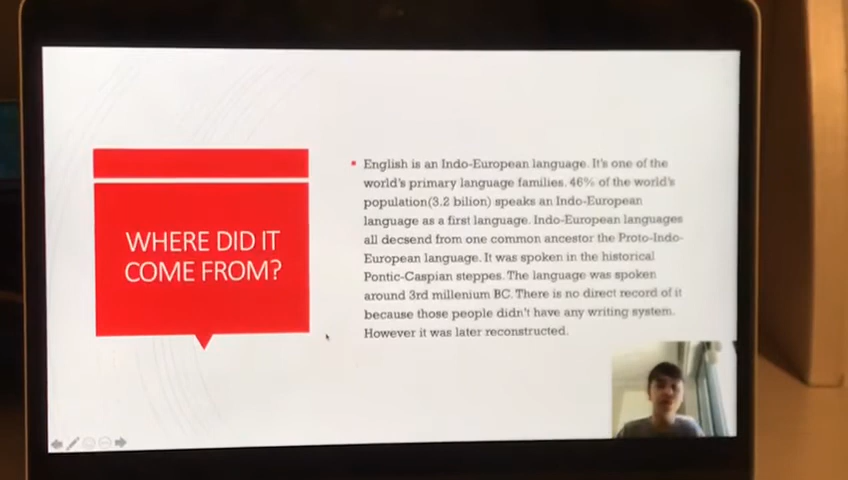 WHERE DID IT
COME FROM?
English is an Indo-European language. It's one of the
world's primary language families. 46% of the world's
population(3.2 bilion) speaks an Indo-European
language as a first language. Indo-European languages
all decsend from one common ancestor the Proto-Indo-
European language. It was spoken in the historical
Pontic-Caspian steppes. The language was spoken
around 3rd millenium BC. There is no direct record of it
because those people didn't have any writing system.
However it was later reconstructed.